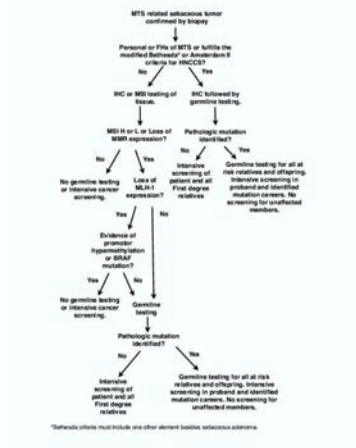 MTS related sebaceous tumor
confirmed by biopsy
Personal or FHx of MTS or fulfills the
modified Bethesda* or Amsterdam II
criteria for HNCCS?
No
Yes
IHC or MSI testing of
tissue.
IHC followed by
germline testing.
MSI H or L or Loss of
MMR expression?
Pathologic mutation
identified?
No
Yes
No
Yes
No germline testing
or intensive cancer
screening.
Loss of
MLH-1
expression?
Intensive
screening of
patient and all
First degree
relatives
Germline testing for all at
risk relatives and offspring.
Intensive screening in
proband and identified
mutation careers. No
screening for unaffected
members.
Yes
No
Evidence of
promotor
hypermethylation
or BRAF
mutation?
Yes
No
No germline testing
or intensive cancer
screening.
Germline
testing
Pathologic mutation
identified?
No
Yes
Intensive
screening of
patient and all
First degree
relatives
Germline testing for all at risk
relatives and offspring. Intensive
screening in proband and identified
mutation careers. No screening for
unaffected members.
*Bethesda criteria must include one other element besides sebaceous adenoma.